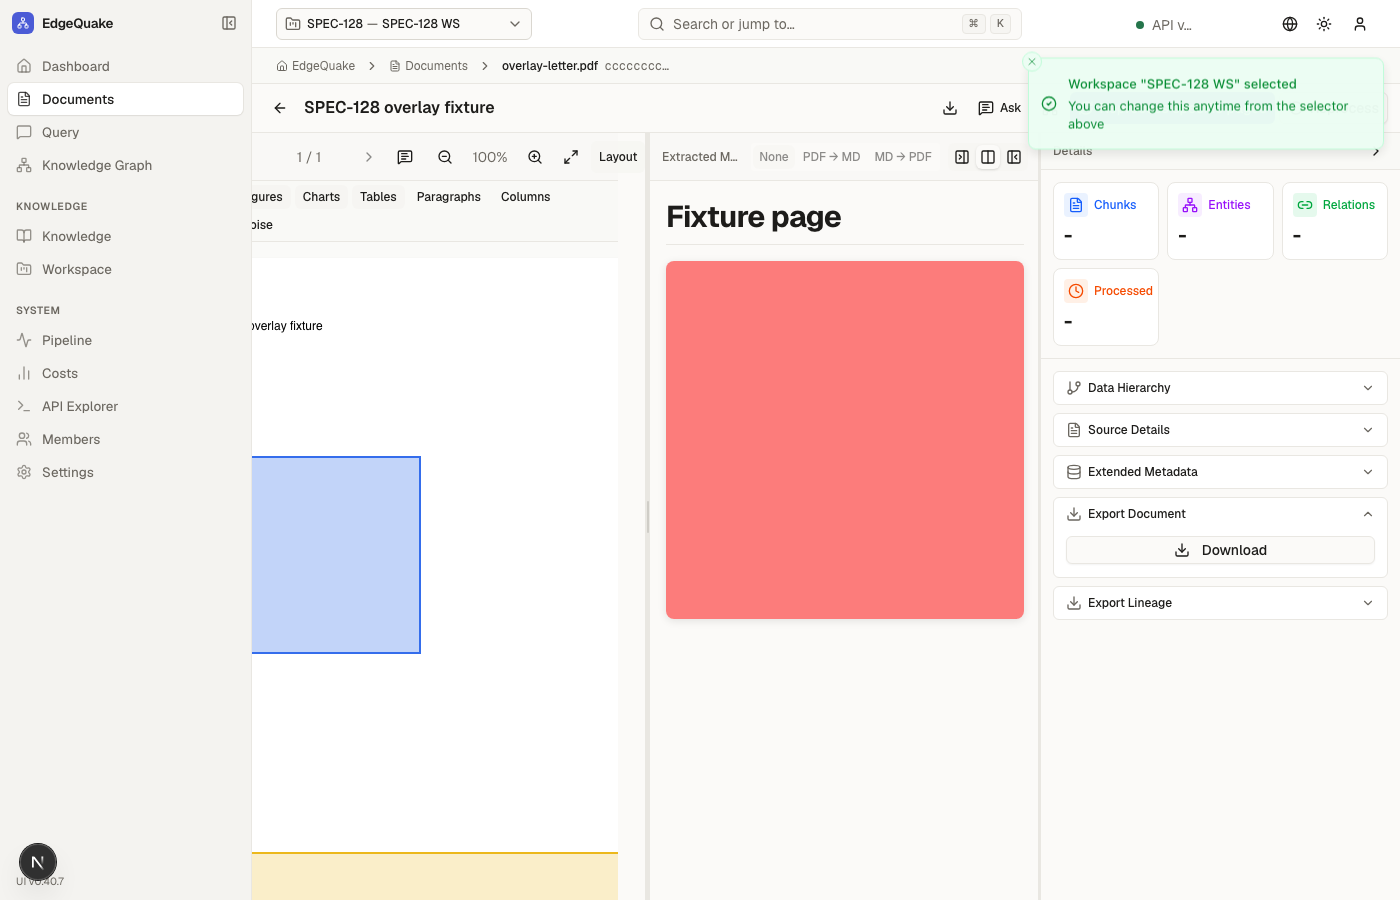 EdgeQuake
Dashboard
Documents
Query
Knowledge Graph
KNOWLEDGE
Knowledge
Workspace
SYSTEM
Pipeline
Costs
API Explorer
Members
Settings
N
UI v0.40.7
SPEC-128 — SPEC-128 WS
Search or jump to...
⌘ K
API v...
EdgeQuake > Documents > overlay-letter.pdf cccccccc...
SPEC-128 overlay fixture
Ask
Workspace "SPEC-128 WS" selected
You can change this anytime from the selector
above
1 / 1
100%
Layout
gures Charts Tables Paragraphs Columns
oise
overlay fixture
Extracted M... None PDF → MD MD → PDF
Fixture page
Details
Chunks
-
Entities
-
Relations
-
Processed
-
Data Hierarchy
Source Details
Extended Metadata
Export Document
Download
Export Lineage